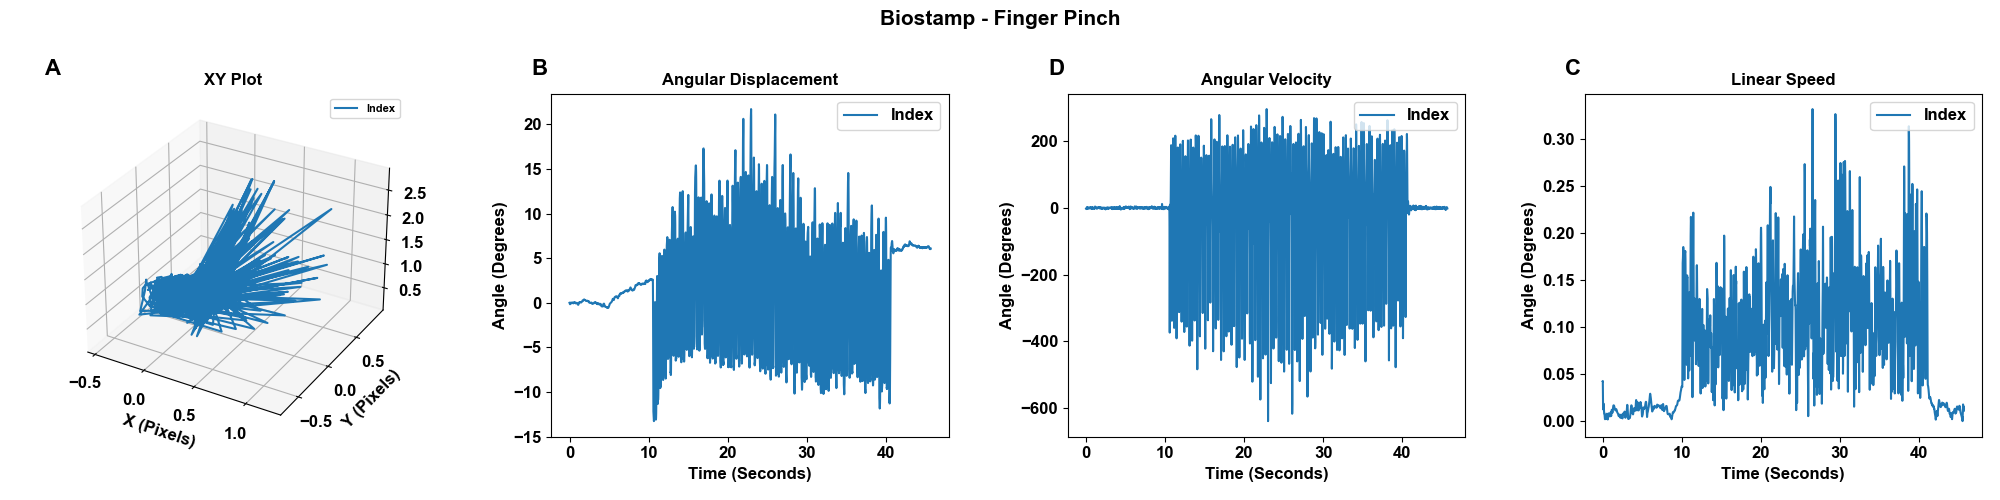 Biostamp - Finger Pinch
A
XY Plot
Index
2.5
2.0
1.5
1.0
0.5
−0.5
0.0
0.5
1.0
X (Pixels)
−0.5
0.0
0.5
Y (Pixels)
B
Angular Displacement
Index
20
15
10
5
0
−5
−10
−15
Angle (Degrees)
0
10
20
30
40
Time (Seconds)
D
Angular Velocity
Index
200
0
−200
−400
−600
Angle (Degrees)
0
10
20
30
40
Time (Seconds)
C
Linear Speed
Index
0.30
0.25
0.20
0.15
0.10
0.05
0.00
Angle (Degrees)
0
10
20
30
40
Time (Seconds)